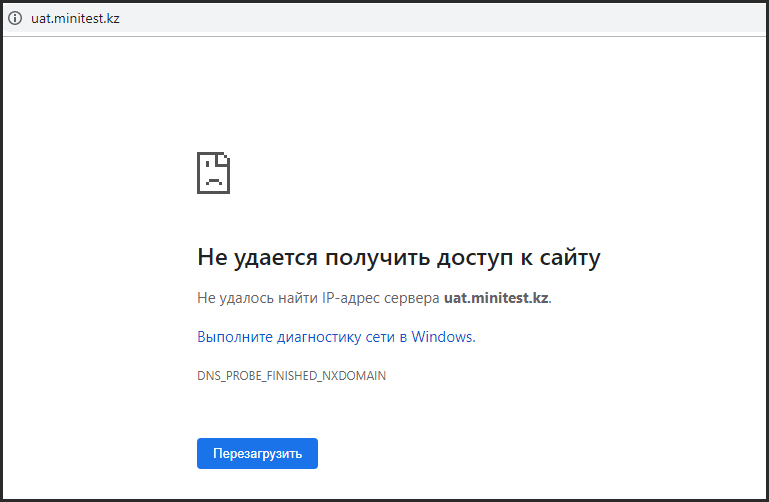 uat.minitest.kz
Не удается получить доступ к сайту
Не удалось найти IP-адрес сервера uat.minitest.kz.
Выполните диагностику сети в Windows.
DNS_PROBE_FINISHED_NXDOMAIN
Перезагрузить